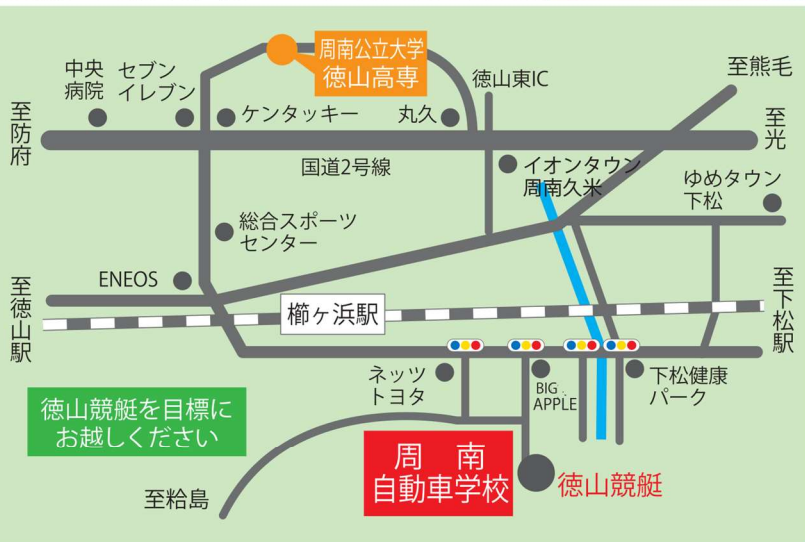 周南公立大学
徳山高専
中央
病院
セブン
イレブン
徳山東IC
至熊毛
至防府
ケンタッキー
丸久
至光
国道2号線
イオンタウン
周南久米
ゆめタウン
下松
総合スポーツ
センター
ENEOS
至徳山駅
櫛ヶ浜駅
至下松駅
ネッツ
トヨタ
BIG
APPLE
下松健康
パーク
徳山競艇を目標に
お越しください
周南
自動車学校
徳山競艇
至粭島